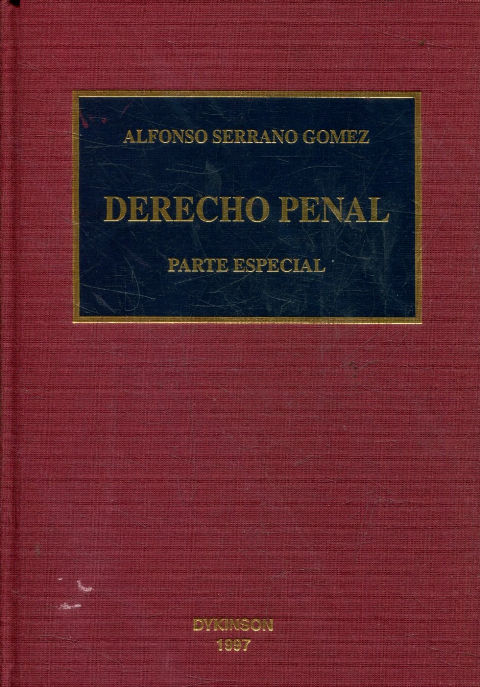 ALFONSO SERRANO GOMEZ
DERECHO PENAL
PARTE ESPECIAL
DYKINSON
1997